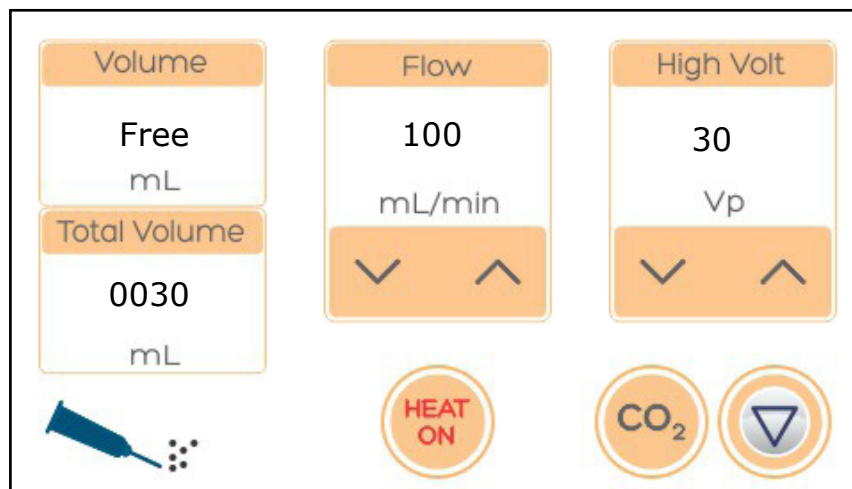 Volume
Free
mL
Total Volume
0030
mL
Flow
100
mL/min
High Volt
30
Vp
HEAT
ON
CO₂